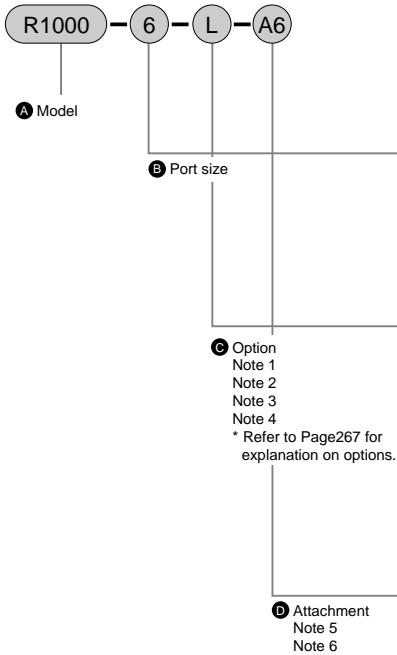 R1000 - 6 - L - A6
A Model
B Port size
C Option
Note 1
Note 2
Note 3
Note 4
* Refer to Page267 for
explanation on options.
D Attachment
Note 5
Note 6